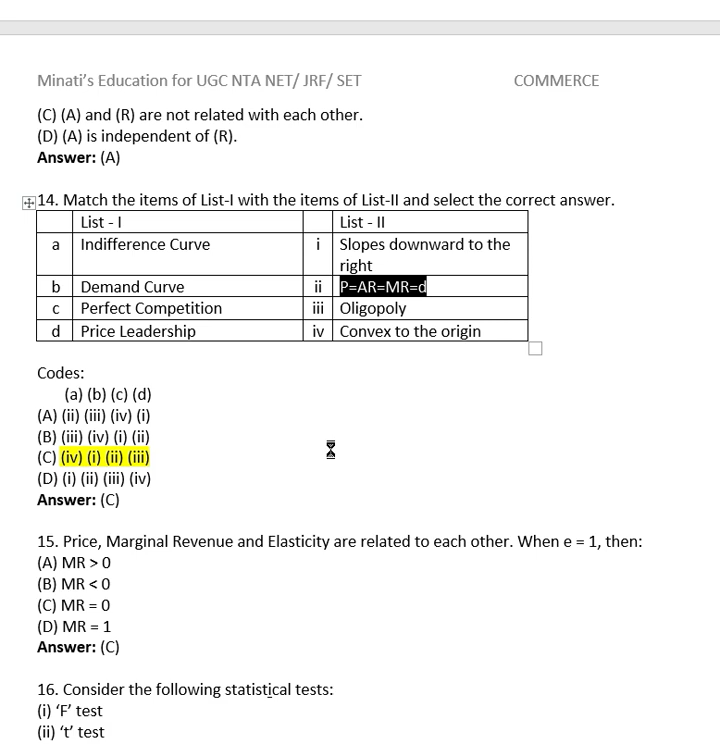 Minati's Education for UGC NTA NET/ JRF/ SET COMMERCE
(C) (A) and (R) are not related with each other.
(D) (A) is independent of (R).
Answer: (A)
14. Match the items of List-I with the items of List-II and select the correct answer.
List - I List - II
a Indifference Curve i Slopes downward to the
right
b Demand Curve ii P=AR=MR=d
c Perfect Competition iii Oligopoly
d Price Leadership iv Convex to the origin
Codes:
(a) (b) (c) (d)
(A) (ii) (iii) (iv) (i)
(B) (iii) (iv) (i) (ii)
(C) (iv) (i) (ii) (iii)
(D) (i) (ii) (iii) (iv)
Answer: (C)
15. Price, Marginal Revenue and Elasticity are related to each other. When e = 1, then:
(A) MR > 0
(B) MR < 0
(C) MR = 0
(D) MR = 1
Answer: (C)
16. Consider the following statistical tests:
(i) 'F' test
(ii) 't' test